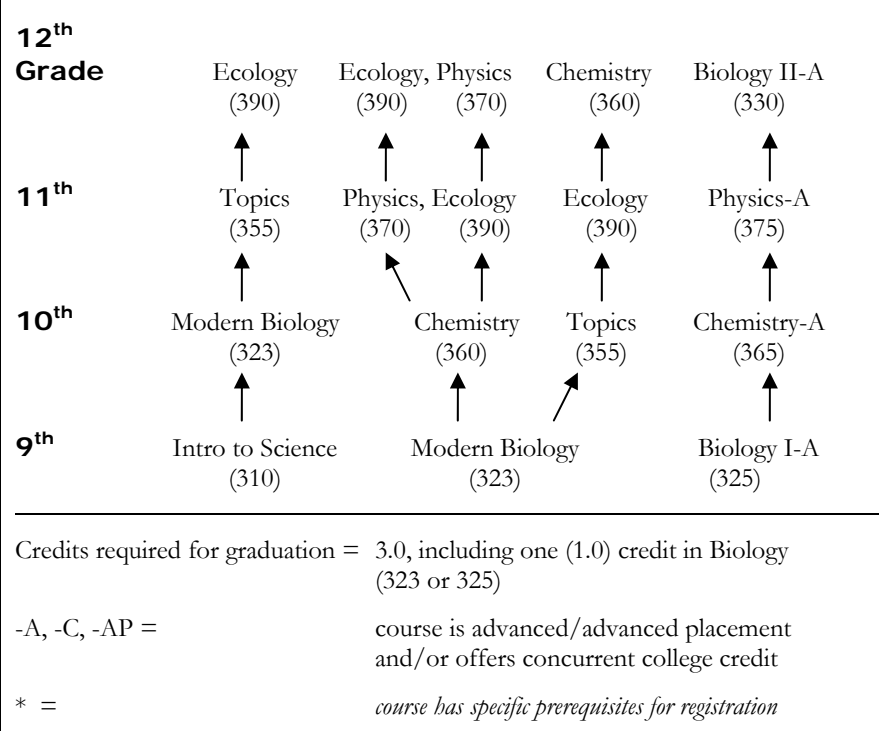 12th
Grade Ecology Ecology, Physics Chemistry Biology II-A
(390) (390) (370) (360) (330)
11th Topics Physics, Ecology Ecology Physics-A
(355) (370) (390) (390) (375)
10th Modern Biology Chemistry Topics Chemistry-A
(323) (360) (355) (365)
9th Intro to Science Modern Biology Biology I-A
(310) (323) (325)
Credits required for graduation = 3.0, including one (1.0) credit in Biology
(323 or 325)
-A, -C, -AP = course is advanced/advanced placement
and/or offers concurrent college credit
* = course has specific prerequisites for registration